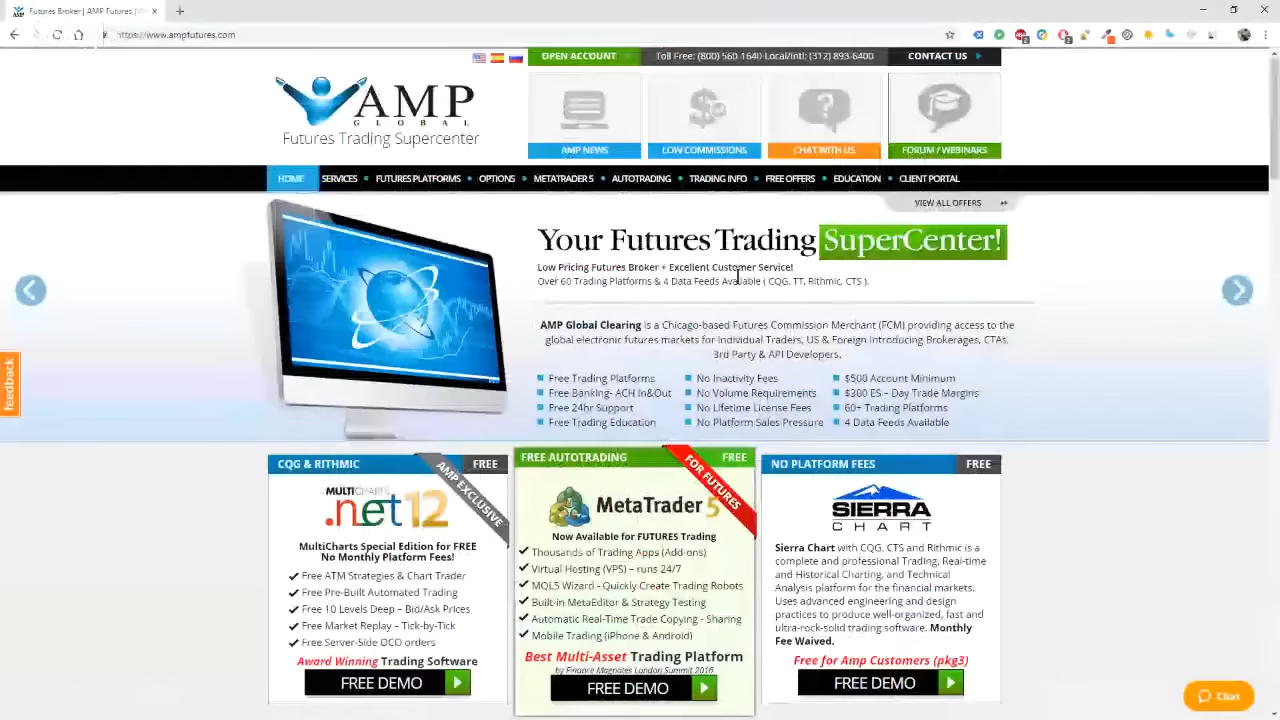 Futures Broker | AMP Futures |
https://www.ampfutures.com
OPEN ACCOUNT
Toll Free: (800) 560-1640 Local/Intl: (312) 893-6400
CONTACT US
AMP
GLOBAL
Futures Trading Supercenter
AMP NEWS
LOW COMMISSIONS
CHAT WITH US
FORUM / WEBINARS
HOME
SERVICES
FUTURES PLATFORMS
OPTIONS
METATRADER 5
AUTOTRADING
TRADING INFO
FREE OFFERS
EDUCATION
CLIENT PORTAL
VIEW ALL OFFERS
Your Futures Trading SuperCenter!
Low Pricing Futures Broker + Excellent Customer Service!
Over 60 Trading Platforms & 4 Data Feeds Available ( CQG, TT, Rithmic, CTS ).
AMP Global Clearing is a Chicago-based Futures Commission Merchant (FCM) providing access to the
global electronic futures markets for Individual Traders, US & Foreign Introducing Brokerages, CTAs,
3rd Party & API Developers.
Free Trading Platforms
Free Banking- ACH In&Out
Free 24hr Support
Free Trading Education
No Inactivity Fees
No Volume Requirements
No Lifetime License Fees
No Platform Sales Pressure
$500 Account Minimum
$300 ES – Day Trade Margins
60+ Trading Platforms
4 Data Feeds Available
feedback
CQG & RITHMIC
FREE
AMP EXCLUSIVE
MULTICHARTS
.net12
MultiCharts Special Edition for FREE
No Monthly Platform Fees!
Free ATM Strategies & Chart Trader
Free Pre-Built Automated Trading
Free 10 Levels Deep – Bid/Ask Prices
Free Market Replay – Tick-by-Tick
Free Server-Side OCO orders
Award Winning Trading Software
FREE DEMO
FREE AUTOTRADING
FREE
FOR FUTURES
MetaTrader 5
Now Available for FUTURES Trading
Thousands of Trading Apps (Add-ons)
Virtual Hosting (VPS) – runs 24/7
MQL5 Wizard - Quickly Create Trading Robots
Built-in MetaEditor & Strategy Testing
Automatic Real-Time Trade Copying - Sharing
Mobile Trading (iPhone & Android)
Best Multi-Asset Trading Platform
by Finance Magnates London Summit 2016
FREE DEMO
NO PLATFORM FEES
FREE
SIERRA
CHART
Sierra Chart with CQG, CTS and Rithmic is a
complete and professional Trading, Real-time
and Historical Charting, and Technical
Analysis platform for the financial markets.
Uses advanced engineering and design
practices to produce well-organized, fast and
ultra-rock-solid trading software. Monthly
Fee Waived.
Free for Amp Customers (pkg3)
FREE DEMO
Chat